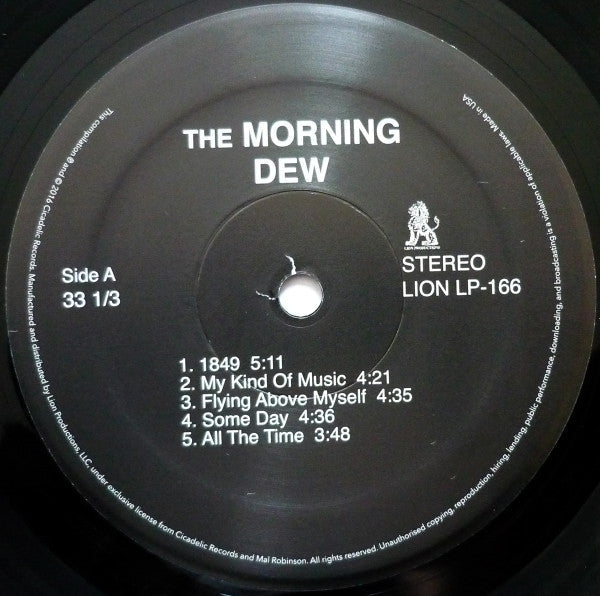 THE MORNING
DEW
LION PRODUCTIONS
Side A
33 1/3
STEREO
LION LP-166
1. 1849 5:11
2. My Kind Of Music 4:21
3. Flying Above Myself 4:35
4. Some Day 4:36
5. All The Time 3:48
This compilation ℗ and © 2016 Cicadelic Records. Manufactured and distributed by Lion Productions, LLC, under exclusive license from Cicadelic Records and Mal Robinson. All rights reserved. Unauthorised copying, reproduction, hiring, lending, public performance, downloading, and broadcasting is a violation of applicable laws. Made in USA